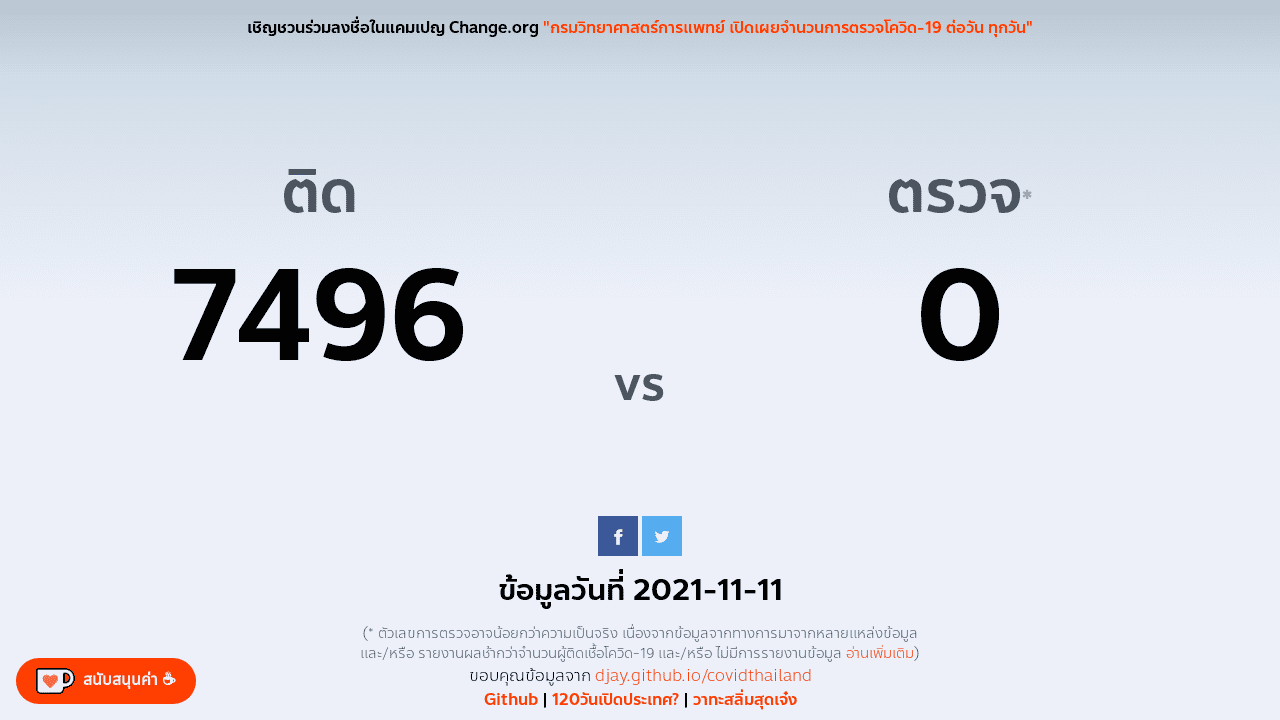 เชิญชวนร่วมลงชื่อในแคมเปญ Change.org "กรมวิทยาศาสตร์การแพทย์ เปิดเผยจำนวนการตรวจโควิด-19 ต่อวัน ทุกวัน"
ติด
ตรวจ*
7496
0
vs
ข้อมูลวันที่ 2021-11-11
(* ตัวเลขการตรวจอาจน้อยกว่าความเป็นจริง เนื่องจากข้อมูลจากทางการมาจากหลายแหล่งข้อมูล
และ/หรือ รายงานผลช้ากว่าจำนวนผู้ติดเชื้อโควิด-19 และ/หรือ ไม่มีการรายงานข้อมูล อ่านเพิ่มเติม)
ขอบคุณข้อมูลจาก djay.github.io/covidthailand
Github | 120วันเปิดประเทศ? | วาทะสลิ่มสุดเจ๋ง
สนับสนุนค่า ☕